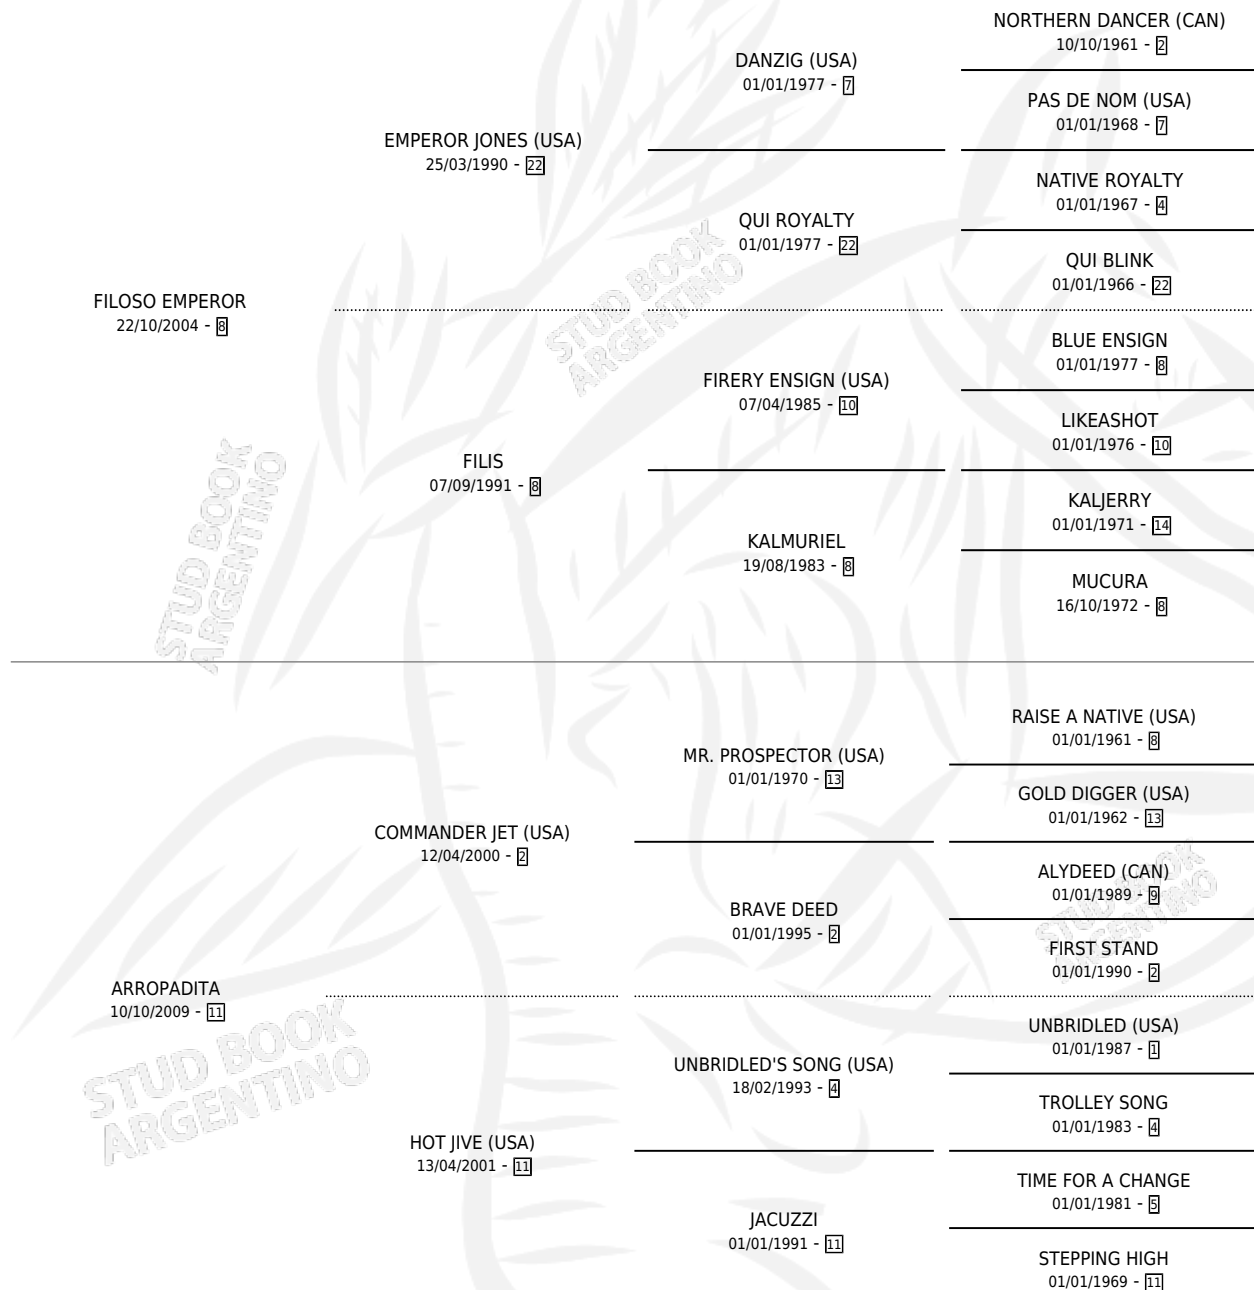 NORTHERN DANCER (CAN)
10/10/1961 - 2
DANZIG (USA)
01/01/1977 - 7
PAS DE NOM (USA)
01/01/1968 - 7
EMPEROR JONES (USA)
25/03/1990 - 22
NATIVE ROYALTY
01/01/1967 - 4
QUI ROYALTY
01/01/1977 - 22
QUI BLINK
01/01/1966 - 22
FILOSO EMPEROR
22/10/2004 - 8
STUD BOOK
ARGENTINO
BLUE ENSIGN
01/01/1977 - 8
FIRERY ENSIGN (USA)
07/04/1985 - 10
LIKEASHOT
01/01/1976 - 10
FILIS
07/09/1991 - 8
KALJERRY
01/01/1971 - 14
KALMURIEL
19/08/1983 - 8
MUCURA
16/10/1972 - 8
STUD BOOK
ARGENTINO
RAISE A NATIVE (USA)
01/01/1961 - 8
MR. PROSPECTOR (USA)
01/01/1970 - 13
GOLD DIGGER (USA)
01/01/1962 - 13
COMMANDER JET (USA)
12/04/2000 - 2
ALYDEED (CAN)
01/01/1989 - 9
BRAVE DEED
01/01/1995 - 2
STUD BOOK
ARGENTINO
FIRST STAND
01/01/1990 - 2
ARROPADITA
10/10/2009 - 11
STUD BOOK
ARGENTINO
UNBRIDLED (USA)
01/01/1987 - 1
UNBRIDLED'S SONG (USA)
18/02/1993 - 4
TROLLEY SONG
01/01/1983 - 4
HOT JIVE (USA)
13/04/2001 - 11
TIME FOR A CHANGE
01/01/1981 - 5
JACUZZI
01/01/1991 - 11
STEPPING HIGH
01/01/1969 - 11